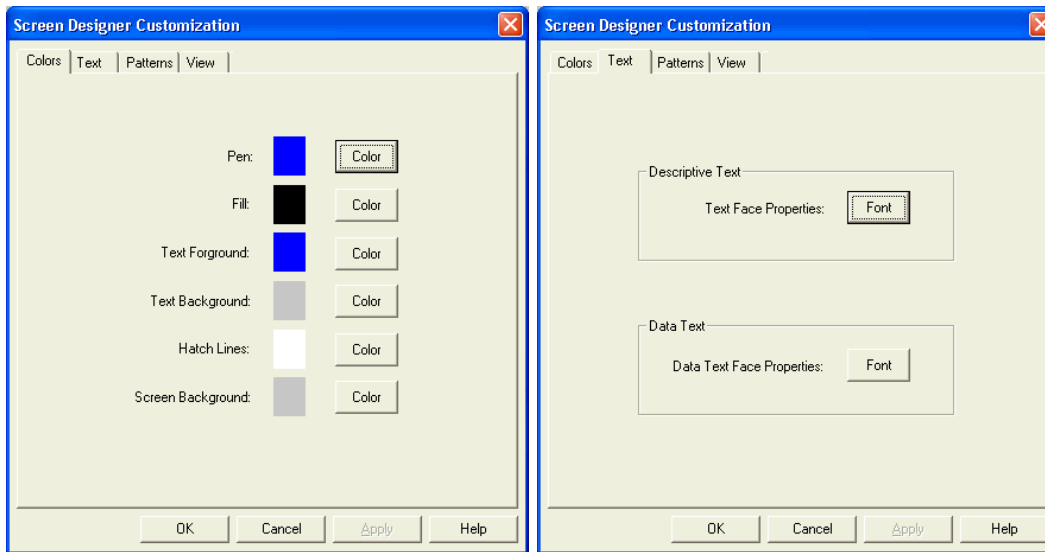 Screen Designer Customization
Colors Text Patterns View
Pen: Color
Fill: Color
Text Forground: Color
Text Background: Color
Hatch Lines: Color
Screen Background: Color
OK Cancel Apply Help
Screen Designer Customization
Colors Text Patterns View
Descriptive Text
Text Face Properties: Font
Data Text
Data Text Face Properties: Font
OK Cancel Apply Help